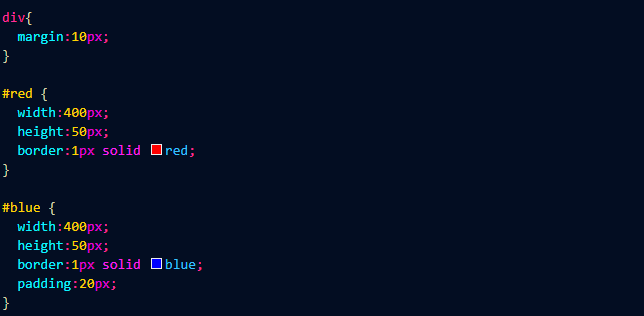 div{
  margin:10px;
}

#red {
  width:400px;
  height:50px;
  border:1px solid red;
}

#blue {
  width:400px;
  height:50px;
  border:1px solid blue;
  padding:20px;
}